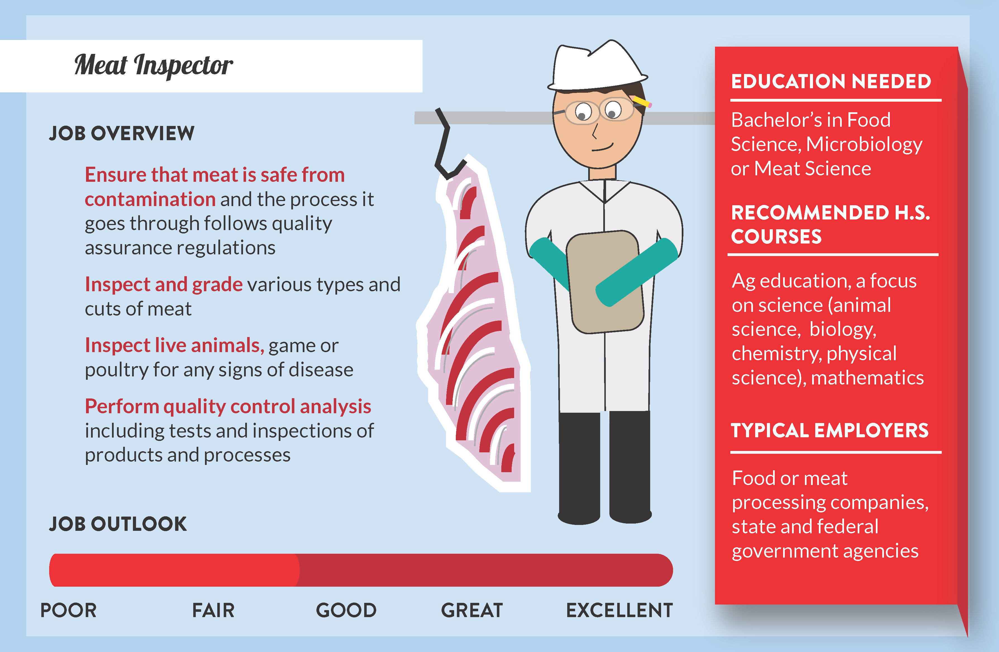 Meat Inspector
JOB OVERVIEW
Ensure that meat is safe from
contamination and the process it
goes through follows quality
assurance regulations
Inspect and grade various types and
cuts of meat
Inspect live animals, game or
poultry for any signs of disease
Perform quality control analysis
including tests and inspections of
products and processes
JOB OUTLOOK
POOR FAIR GOOD GREAT EXCELLENT
EDUCATION NEEDED
Bachelor’s in Food
Science, Microbiology
or Meat Science
RECOMMENDED H.S.
COURSES
Ag education, a focus
on science (animal
science, biology,
chemistry, physical
science), mathematics
TYPICAL EMPLOYERS
Food or meat
processing companies,
state and federal
government agencies